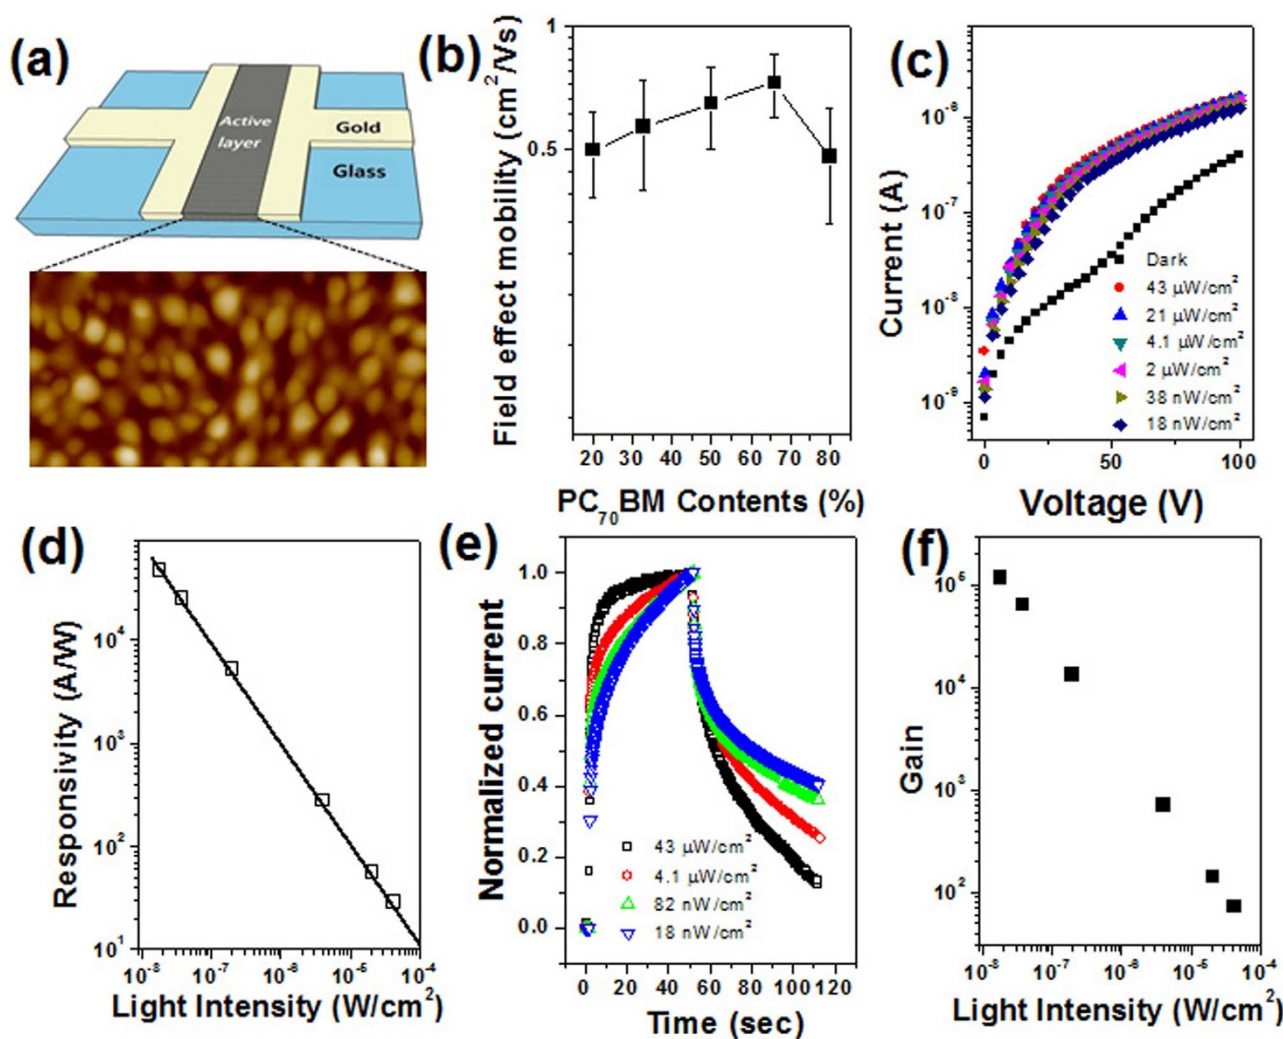 (a)
Active
layer
Gold
Glass
(b)
Field effect mobility (cm²/Vs)
1
0.5
20 30 40 50 60 70 80
PC₇₀BM Contents (%)
(c)
Current (A)
10⁻⁶
10⁻⁷
10⁻⁸
10⁻⁹
Dark
43 μW/cm²
21 μW/cm²
4.1 μW/cm²
2 μW/cm²
38 nW/cm²
18 nW/cm²
0 50 100
Voltage (V)
(d)
Responsivity (A/W)
10⁴
10³
10²
10¹
10⁻⁸ 10⁻⁷ 10⁻⁶ 10⁻⁵ 10⁻⁴
Light Intensity (W/cm²)
(e)
Normalized current
1.0
0.8
0.6
0.4
0.2
0.0
43 μW/cm²
4.1 μW/cm²
82 nW/cm²
18 nW/cm²
0 20 40 60 80 100 120
Time (sec)
(f)
Gain
10⁵
10⁴
10³
10²
10⁻⁸ 10⁻⁷ 10⁻⁶ 10⁻⁵ 10⁻⁴
Light Intensity (W/cm²)